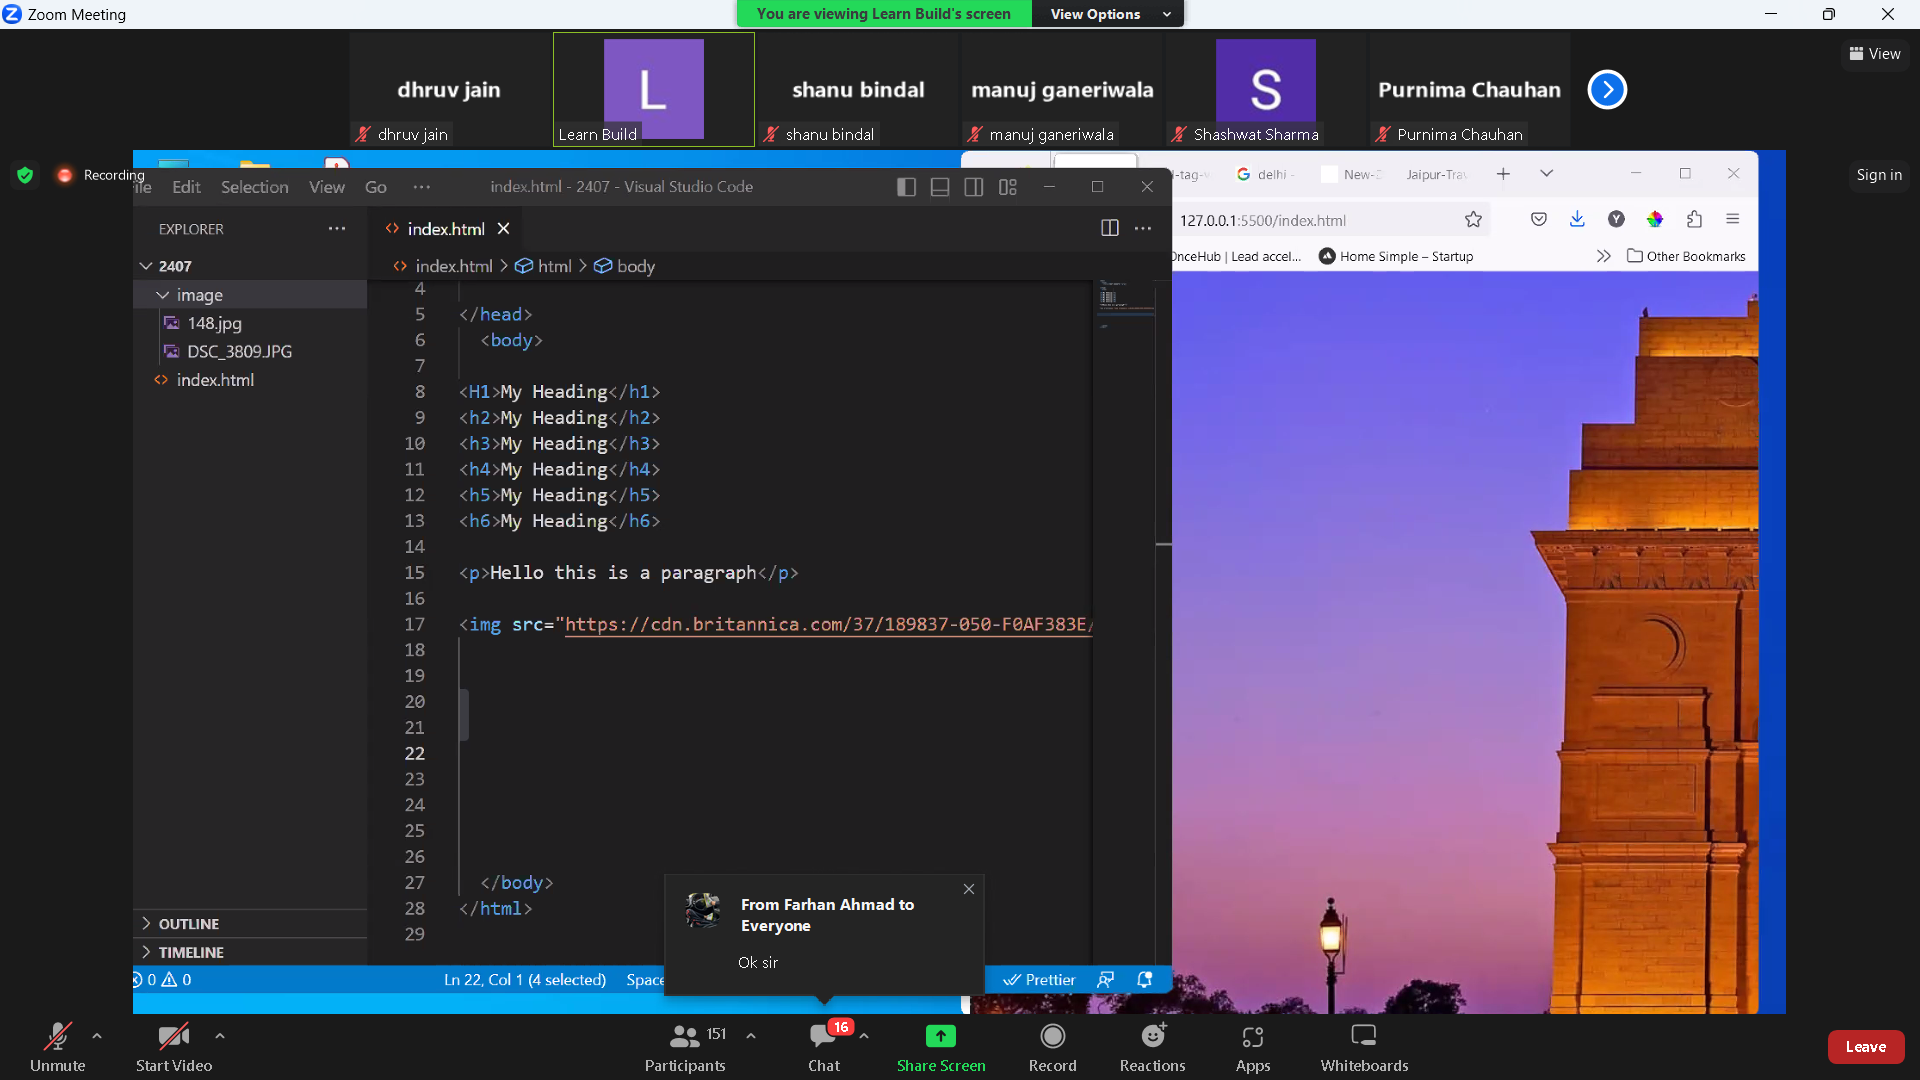 Zoom Meeting
You are viewing Learn Build's screen
View Options
View
dhruv jain
L
shanu bindal
manuj ganeriwala
S
Purnima Chauhan
dhruv jain
Learn Build
shanu bindal
manuj ganeriwala
Shashwat Sharma
Purnima Chauhan
Recording
Sign in
Edit Selection View Go ···
index.html - 2407 - Visual Studio Code
delhi -
New-
Jaipur-Trav
EXPLORER
index.html
127.0.0.1:5500/index.html
2407
index.html > html > body
OnceHub | Lead accel...
Home Simple – Startup
Other Bookmarks
image
148.jpg
DSC_3809.JPG
index.html
4
5 </head>
6 <body>
7
8 <H1>My Heading</h1>
9 <h2>My Heading</h2>
10 <h3>My Heading</h3>
11 <h4>My Heading</h4>
12 <h5>My Heading</h5>
13 <h6>My Heading</h6>
14
15 <p>Hello this is a paragraph</p>
16
17 <img src="https://cdn.britannica.com/37/189837-050-F0AF383E/
18
19
20
21
22
23
24
25
26
27 </body>
28 </html>
29
OUTLINE
TIMELINE
From Farhan Ahmad to
Everyone
Ok sir
0 0
Ln 22, Col 1 (4 selected)
Space
Prettier
Unmute
Start Video
151
Participants
16
Chat
Share Screen
Record
Reactions
Apps
Whiteboards
Leave